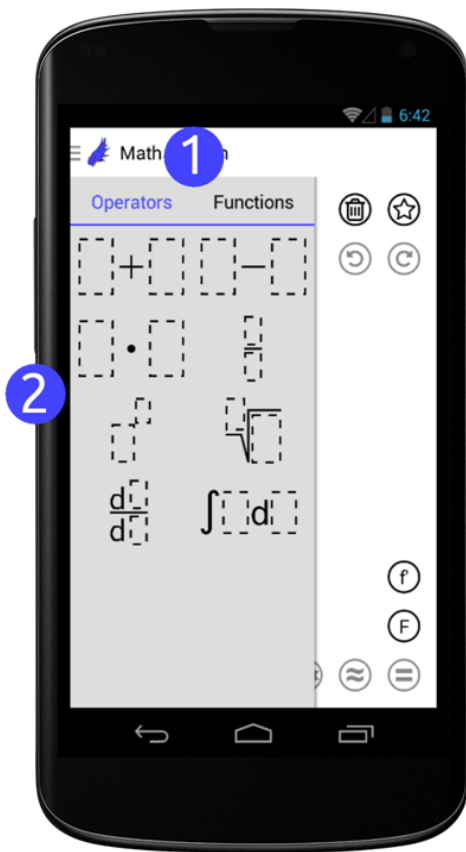 6:42
Math
1
Operators Functions
+ −
·
2
d
d ∫ d
f'
F
≈ =